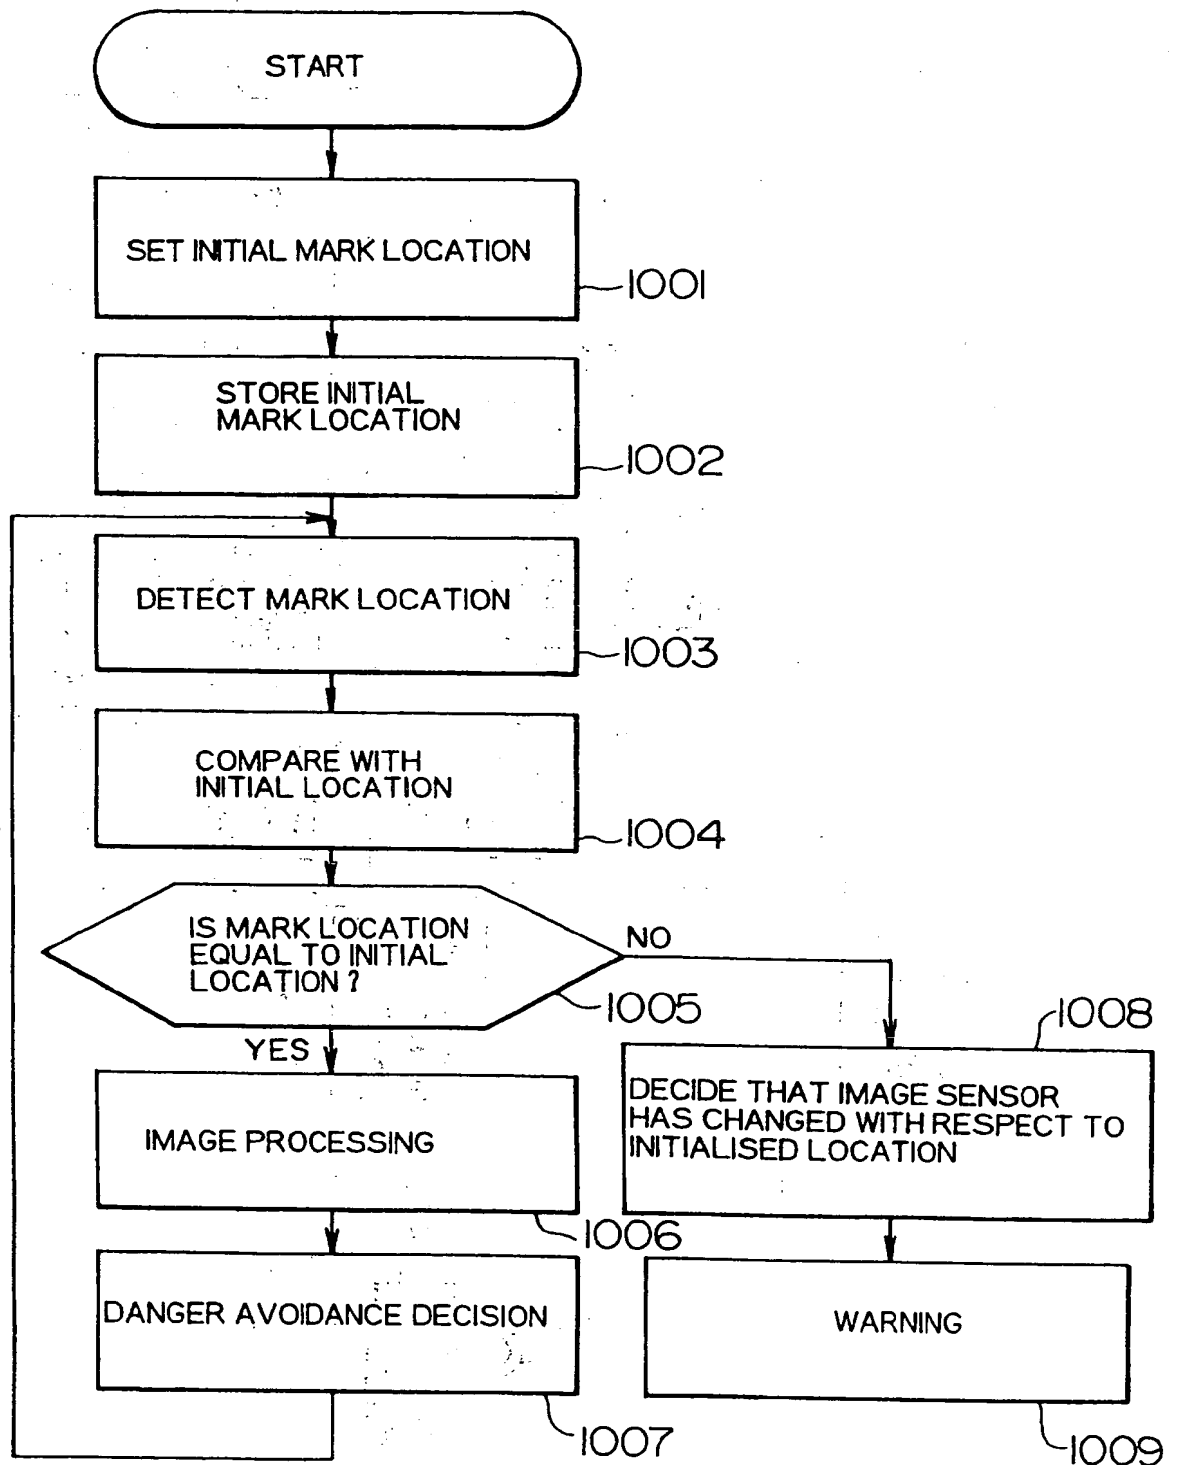 START
SET INITIAL MARK LOCATION
1001
STORE INITIAL
MARK LOCATION
1002
DETECT MARK LOCATION
1003
COMPARE WITH
INITIAL LOCATION
1004
IS MARK LOCATION
EQUAL TO INITIAL
LOCATION ?
1005
NO
YES
IMAGE PROCESSING
1006
DANGER AVOIDANCE DECISION
1007
1008
DECIDE THAT IMAGE SENSOR
HAS CHANGED WITH RESPECT TO
INITIALISED LOCATION
WARNING
1009